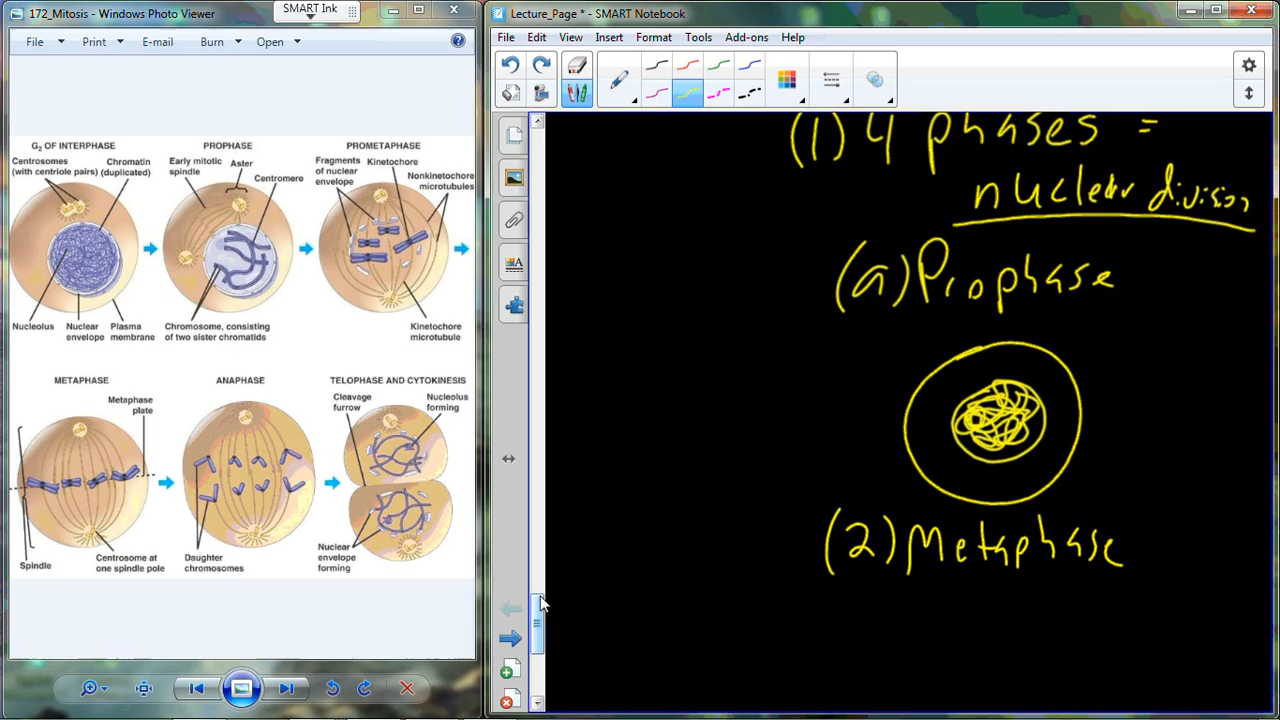 172_Mitosis - Windows Photo Viewer
SMART Ink
File Print E-mail Burn Open
G2 OF INTERPHASE
Centrosomes
(with centriole pairs)
Chromatin
(duplicated)
Nucleolus
Nuclear
envelope
Plasma
membrane
PROPHASE
Early mitotic
spindle
Aster
Centromere
Chromosome, consisting
of two sister chromatids
PROMETAPHASE
Fragments
of nuclear
envelope
Kinetochore
Nonkinetochore
microtubules
Kinetochore
microtubule
METAPHASE
Metaphase
plate
Spindle
Centrosome at
one spindle pole
ANAPHASE
Daughter
chromosomes
TELOPHASE AND CYTOKINESIS
Cleavage
furrow
Nucleolus
forming
Nuclear
envelope
forming
Lecture_Page * - SMART Notebook
File Edit View Insert Format Tools Add-ons Help
(1) 4 phases =
nuclear division
(a) Prophase
(2) Metaphase